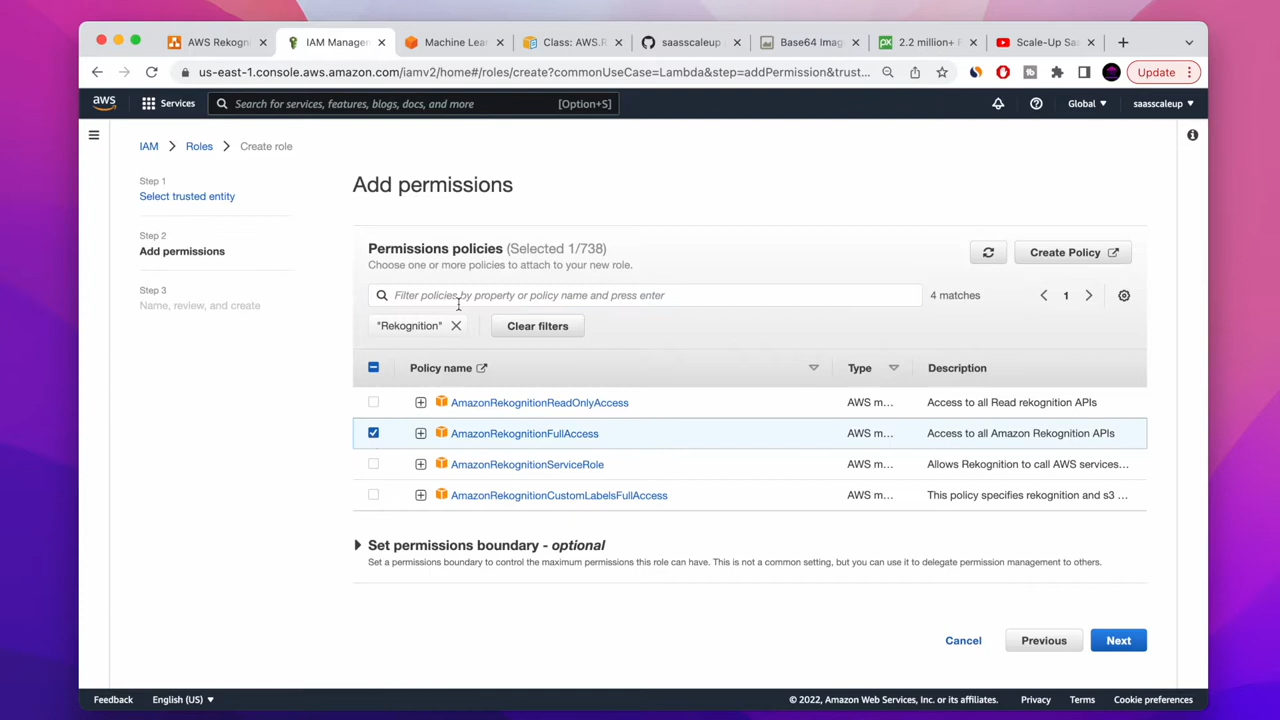 AWS Rekogn
IAM Manage
Machine Lear
Class: AWS.R
saasscaleup
Base64 Imag
2.2 million+ F
Scale-Up Saa
us-east-1.console.aws.amazon.com/iamv2/home#/roles/create?commonUseCase=Lambda&step=addPermission&trust...
Update
aws
Services
Search for services, features, blogs, docs, and more
[Option+S]
Global
saasscaleup
IAM
Roles
Create role
Step 1
Select trusted entity
Step 2
Add permissions
Step 3
Name, review, and create
Add permissions
Permissions policies (Selected 1/738)
Choose one or more policies to attach to your new role.
Create Policy
Filter policies by property or policy name and press enter
4 matches
1
"Rekognition"
Clear filters
Policy name
Type
Description
AmazonRekognitionReadOnlyAccess
AWS m...
Access to all Read rekognition APIs
AmazonRekognitionFullAccess
AWS m...
Access to all Amazon Rekognition APIs
AmazonRekognitionServiceRole
AWS m...
Allows Rekognition to call AWS services...
AmazonRekognitionCustomLabelsFullAccess
AWS m...
This policy specifies rekognition and s3 ...
Set permissions boundary - optional
Set a permissions boundary to control the maximum permissions this role can have. This is not a common setting, but you can use it to delegate permission management to others.
Cancel
Previous
Next
Feedback
English (US)
© 2022, Amazon Web Services, Inc. or its affiliates.
Privacy
Terms
Cookie preferences